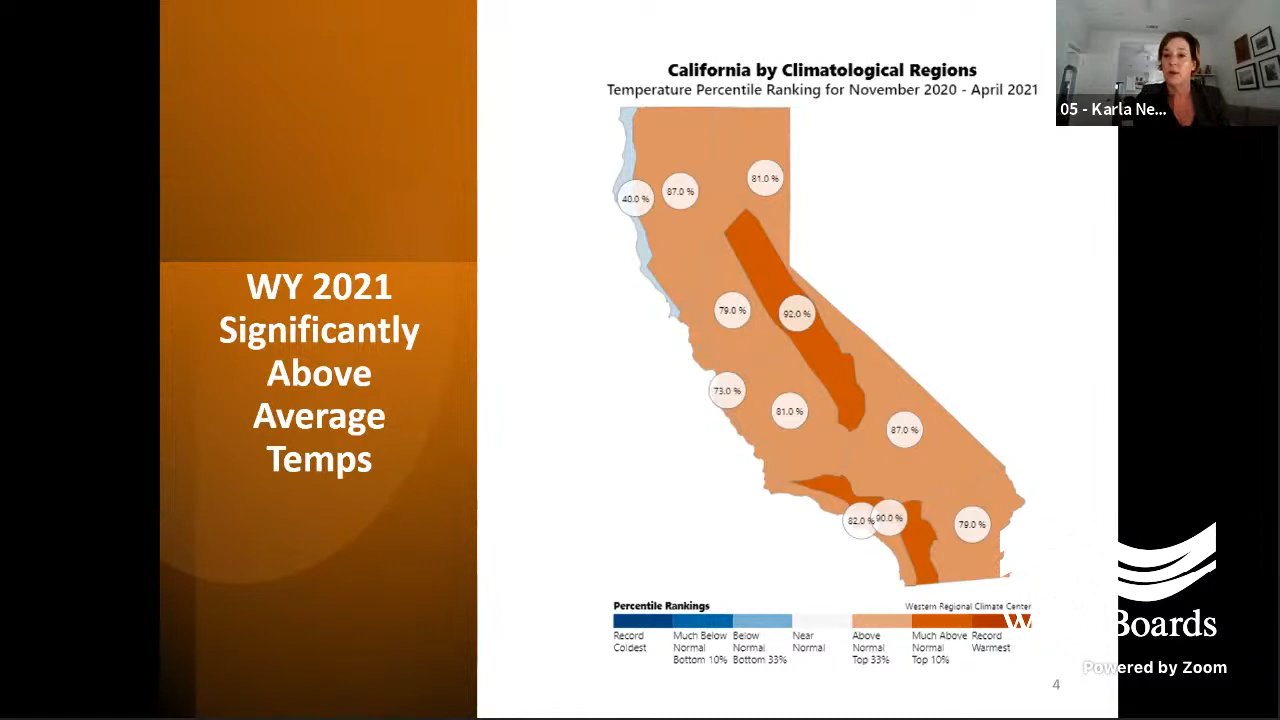 California by Climatological Regions
Temperature Percentile Ranking for November 2020 - April 2021
05 - Karla Ne...
81.0 %
87.0 %
40.0 %
79.0 %
92.0 %
73.0 %
81.0 %
87.0 %
82.0 %
90.0 %
79.0 %
WY 2021
Significantly
Above
Average
Temps
Percentile Rankings
Western Regional Climate Center
Record
Coldest
Much Below
Normal
Bottom 10%
Below
Normal
Bottom 33%
Near
Normal
Above
Normal
Top 33%
Much Above
Normal
Top 10%
Record
Warmest
Boards
Powered by Zoom
4